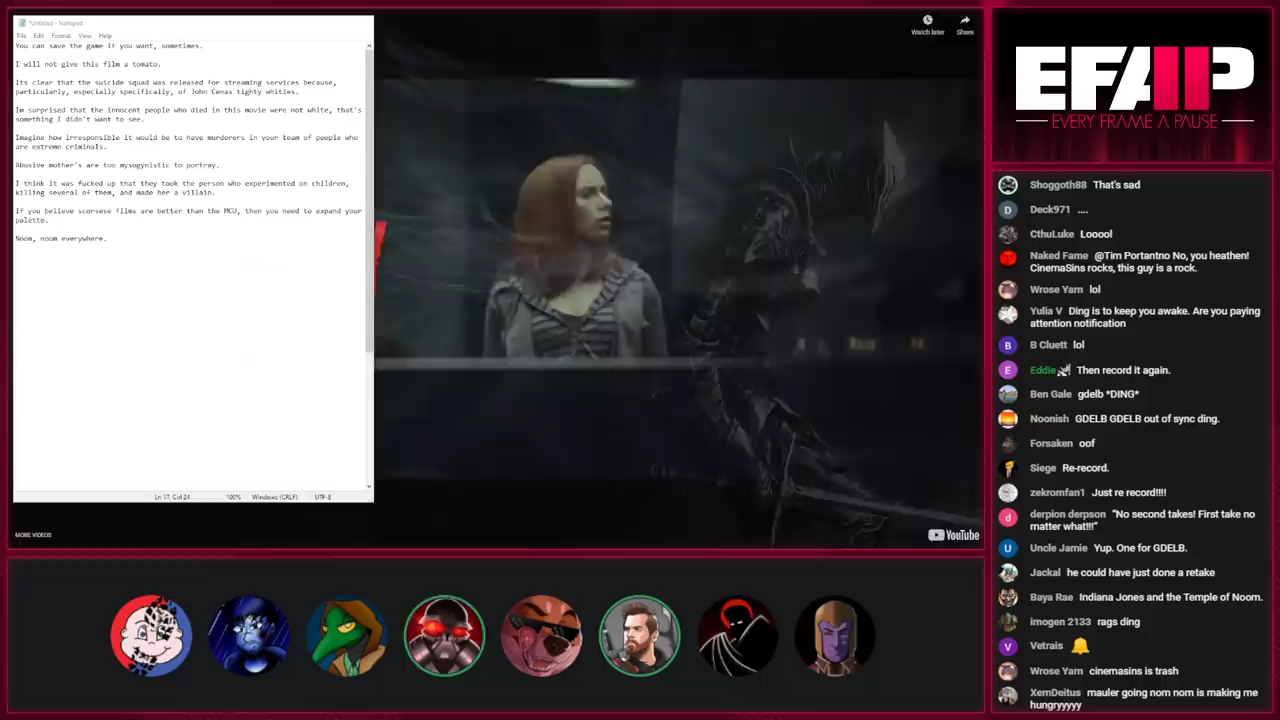 *Untitled - Notepad
File Edit Format View Help
You can save the game if you want, sometimes.
I will not give this film a tomato.
Its clear that the suicide squad was released for streaming services because,
particularly, especially specifically, of John Cenas tighty whities.
Im surprised that the innocent people who died in this movie were not white, that's
something I didn't want to see.
Imagine how irresponsible it would be to have murderers in your team of people who
are extreme criminals.
Abusive mother's are too mysogynistic to portray.
I think it was fucked up that they took the person who experimented on children,
killing several of them, and made her a villain.
If you believe scorsese films are better than the MCU, then you need to expand your
palette.
Noom, noom everywhere.
Ln 17, Col 24 100% Windows (CRLF) UTF-8
Watch later Share
MORE VIDEOS
YouTube
EFAP
EVERY FRAME A PAUSE
Shoggoth88 That's sad
D Deck971 ....
CthuLuke Looool
Naked Fame @Tim Portantno No, you heathen!
CinemaSins rocks, this guy is a rock.
Wrose Yarn lol
Yulia V Ding is to keep you awake. Are you paying
attention notification
B B Cluett lol
E Eddie Then record it again.
Ben Gale gdelb *DING*
Noonish GDELB GDELB out of sync ding.
Forsaken oof
Siege Re-record.
zekromfan1 Just re record!!!!
d derpion derpson “No second takes! First take no
matter what!!!”
U Uncle Jamie Yup. One for GDELB.
Jackal he could have just done a retake
Baya Rae Indiana Jones and the Temple of Noom.
imogen 2133 rags ding
V Vetrais
Wrose Yarn cinemasins is trash
XemDeitus mauler going nom nom is making me
hungryyyyy